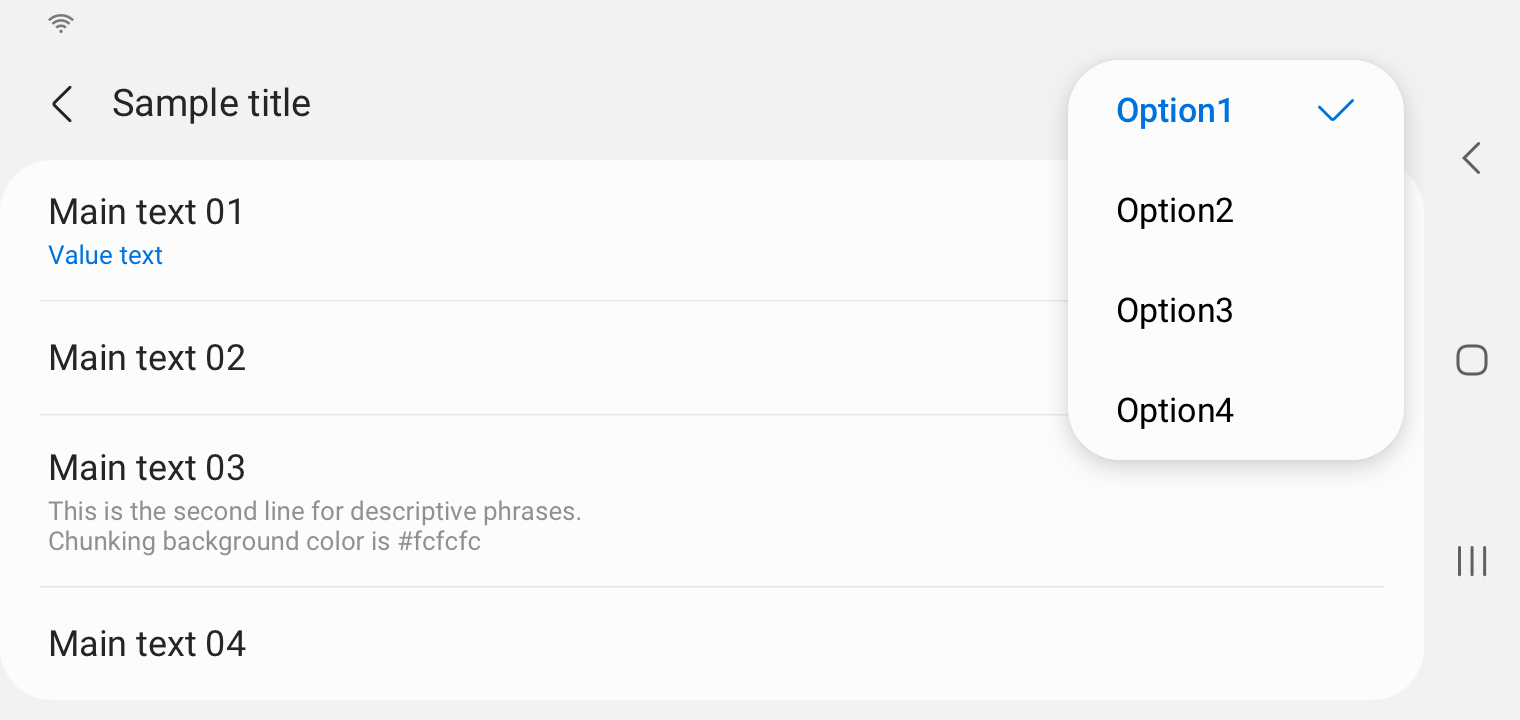 Sample title
Main text 01
Value text
Main text 02
Main text 03
This is the second line for descriptive phrases.
Chunking background color is #fcfcfc
Main text 04
Option1
Option2
Option3
Option4